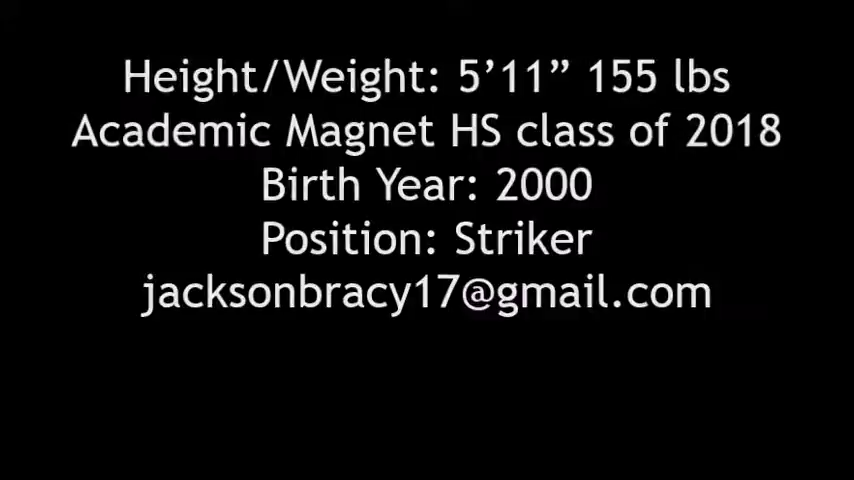 Height/Weight: 5’11” 155 lbs
Academic Magnet HS class of 2018
Birth Year: 2000
Position: Striker
jacksonbracy17@gmail.com